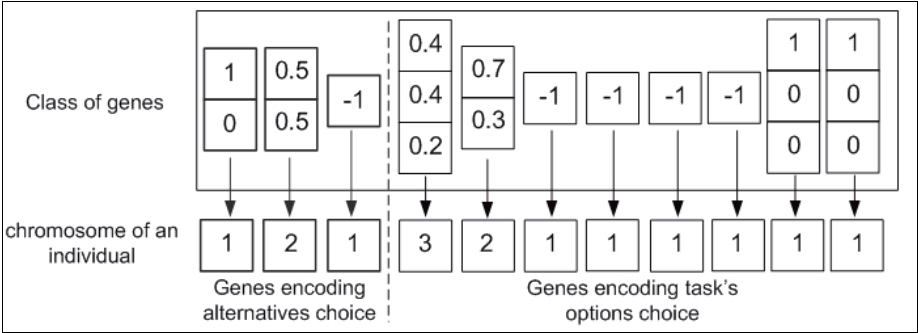 0.4 1 1
1 0.5 0.7
Class of genes -1 0.4 -1 -1 -1 -1 0 0
0 0.5 0.3
0.2 0 0
chromosome of an
individual
1 2 1 3 2 1 1 1 1 1 1
Genes encoding
alternatives choice
Genes encoding task's
options choice